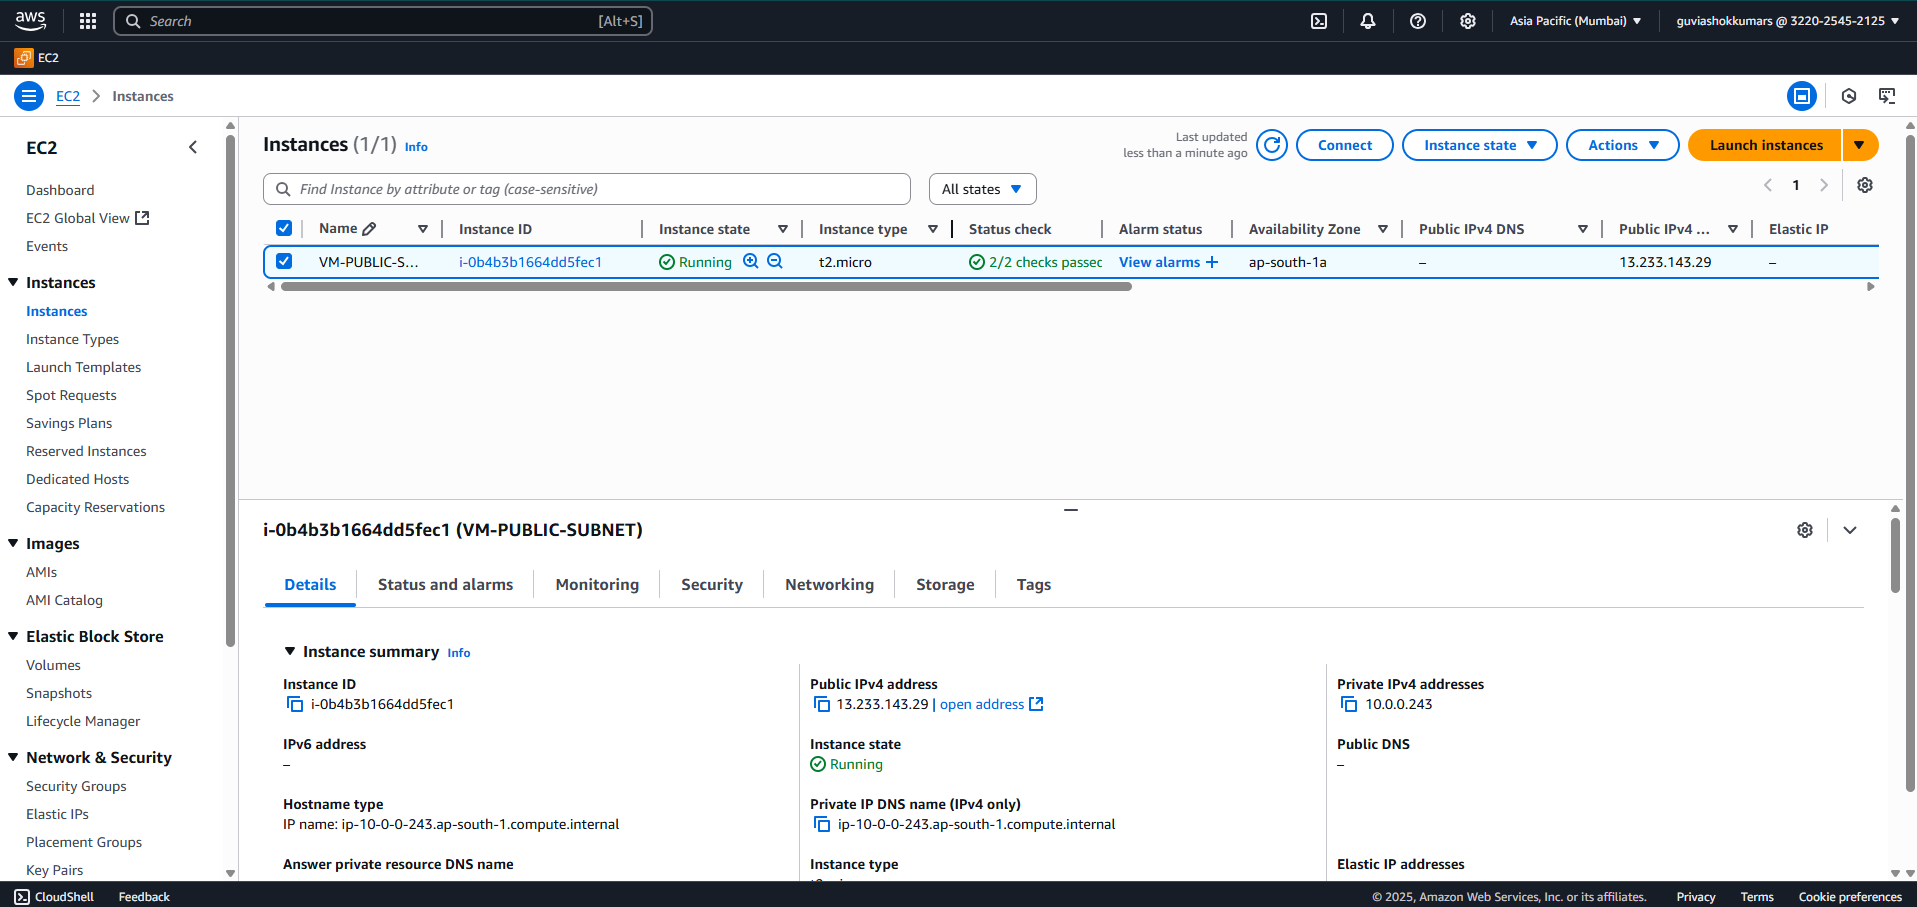 aws
Search [Alt+S]
Asia Pacific (Mumbai)
guviashokkumars @ 3220-2545-2125
EC2
EC2 Instances
EC2
Dashboard
EC2 Global View
Events
Instances
Instances
Instance Types
Launch Templates
Spot Requests
Savings Plans
Reserved Instances
Dedicated Hosts
Capacity Reservations
Images
AMIs
AMI Catalog
Elastic Block Store
Volumes
Snapshots
Lifecycle Manager
Network & Security
Security Groups
Elastic IPs
Placement Groups
Key Pairs
Instances (1/1) Info
Last updated
less than a minute ago
Connect
Instance state
Actions
Launch instances
Find Instance by attribute or tag (case-sensitive)
All states
1
Name Instance ID Instance state Instance type Status check Alarm status Availability Zone Public IPv4 DNS Public IPv4 ... Elastic IP
VM-PUBLIC-S... i-0b4b3b1664dd5fec1 Running t2.micro 2/2 checks passec View alarms + ap-south-1a – 13.233.143.29 –
i-0b4b3b1664dd5fec1 (VM-PUBLIC-SUBNET)
Details Status and alarms Monitoring Security Networking Storage Tags
Instance summary Info
Instance ID
i-0b4b3b1664dd5fec1
Public IPv4 address
13.233.143.29 | open address
Private IPv4 addresses
10.0.0.243
IPv6 address
–
Instance state
Running
Public DNS
–
Hostname type
IP name: ip-10-0-0-243.ap-south-1.compute.internal
Private IP DNS name (IPv4 only)
ip-10-0-0-243.ap-south-1.compute.internal
Answer private resource DNS name
Instance type
Elastic IP addresses
CloudShell Feedback
© 2025, Amazon Web Services, Inc. or its affiliates. Privacy Terms Cookie preferences